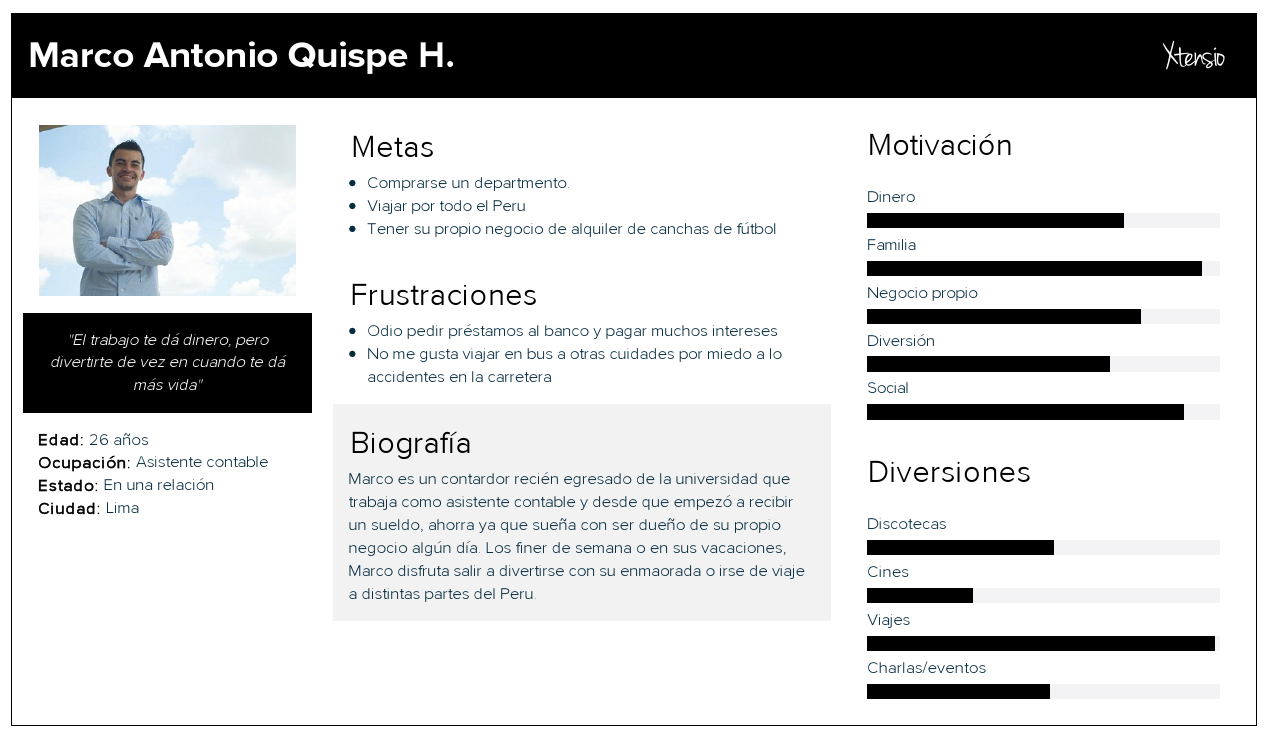 Marco Antonio Quispe H.
Xtensio
"El trabajo te dá dinero, pero
divertirte de vez en cuando te dá
más vida"
Edad: 26 años
Ocupación: Asistente contable
Estado: En una relación
Ciudad: Lima
Metas
Comprarse un departmento.
Viajar por todo el Peru
Tener su propio negocio de alquiler de canchas de fútbol
Frustraciones
Odio pedir préstamos al banco y pagar muchos intereses
No me gusta viajar en bus a otras cuidades por miedo a lo
accidentes en la carretera
Biografía
Marco es un contardor recién egresado de la universidad que
trabaja como asistente contable y desde que empezó a recibir
un sueldo, ahorra ya que sueña con ser dueño de su propio
negocio algún día. Los finer de semana o en sus vacaciones,
Marco disfruta salir a divertirse con su enmaorada o irse de viaje
a distintas partes del Peru.
Motivación
Dinero
Familia
Negocio propio
Diversión
Social
Diversiones
Discotecas
Cines
Viajes
Charlas/eventos